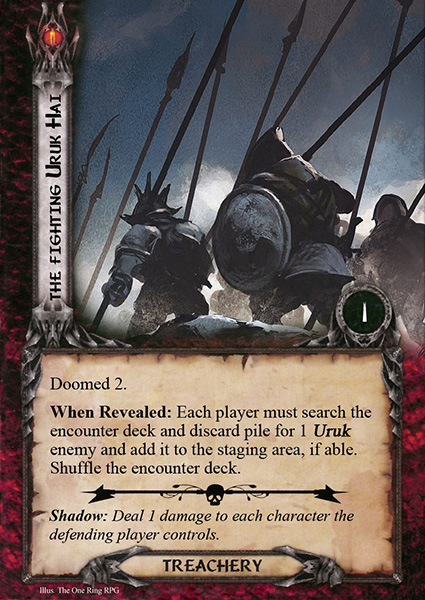 THE FIGHTING URUK HAI
Doomed 2.
When Revealed: Each player must search the
encounter deck and discard pile for 1 Uruk
enemy and add it to the staging area, if able.
Shuffle the encounter deck.
Shadow: Deal 1 damage to each character the
defending player controls.
TREACHERY
Illus. The One Ring RPG